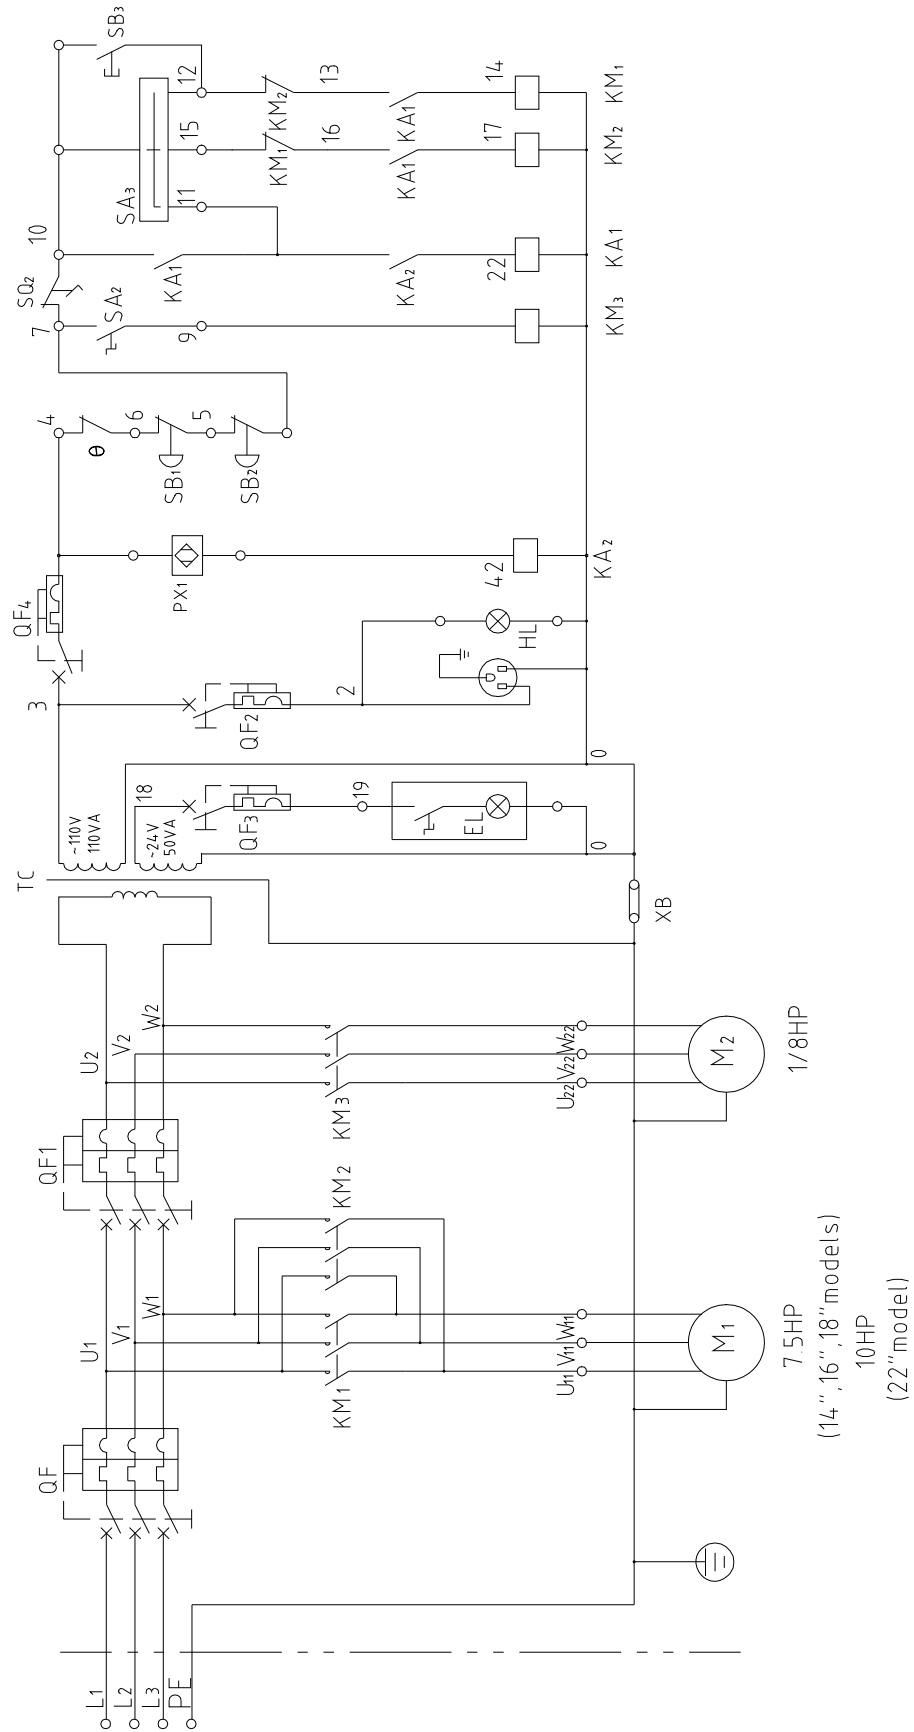 L1
L2
L3
PE
QF
U1
V1
W1
KM1
KM2
U11
V11
W11
M1
7.5HP
(14",16",18"models)
10HP
(22"model)
QF1
U2
V2
W2
KM3
U22
V22
W22
M2
1/8HP
TC
~110V
110VA
~24V
50VA
18
QF3
19
EL
0
XB
0
3
QF2
2
HL
QF4
PX1
42
KA2
4
θ
6
SB1
5
SB2
7
SA2
9
KM3
SQ2
10
KA1
KA2
22
KA1
SA3
11
15
12
SB3
KM1
16
KA1
17
KM2
KM2
13
KA1
14
KM1